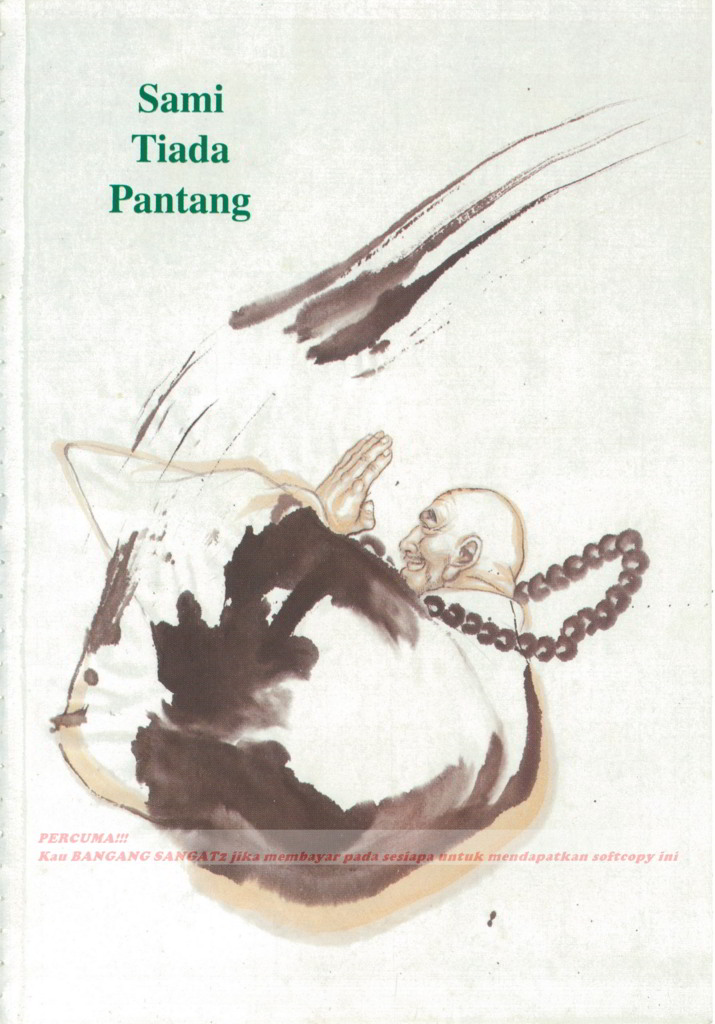 Sami
Tiada
Pantang
PERCUMA!!!
Kau BANGANG SANGAT2 jika membayar pada sesiapa untuk mendapatkan softcopy ini